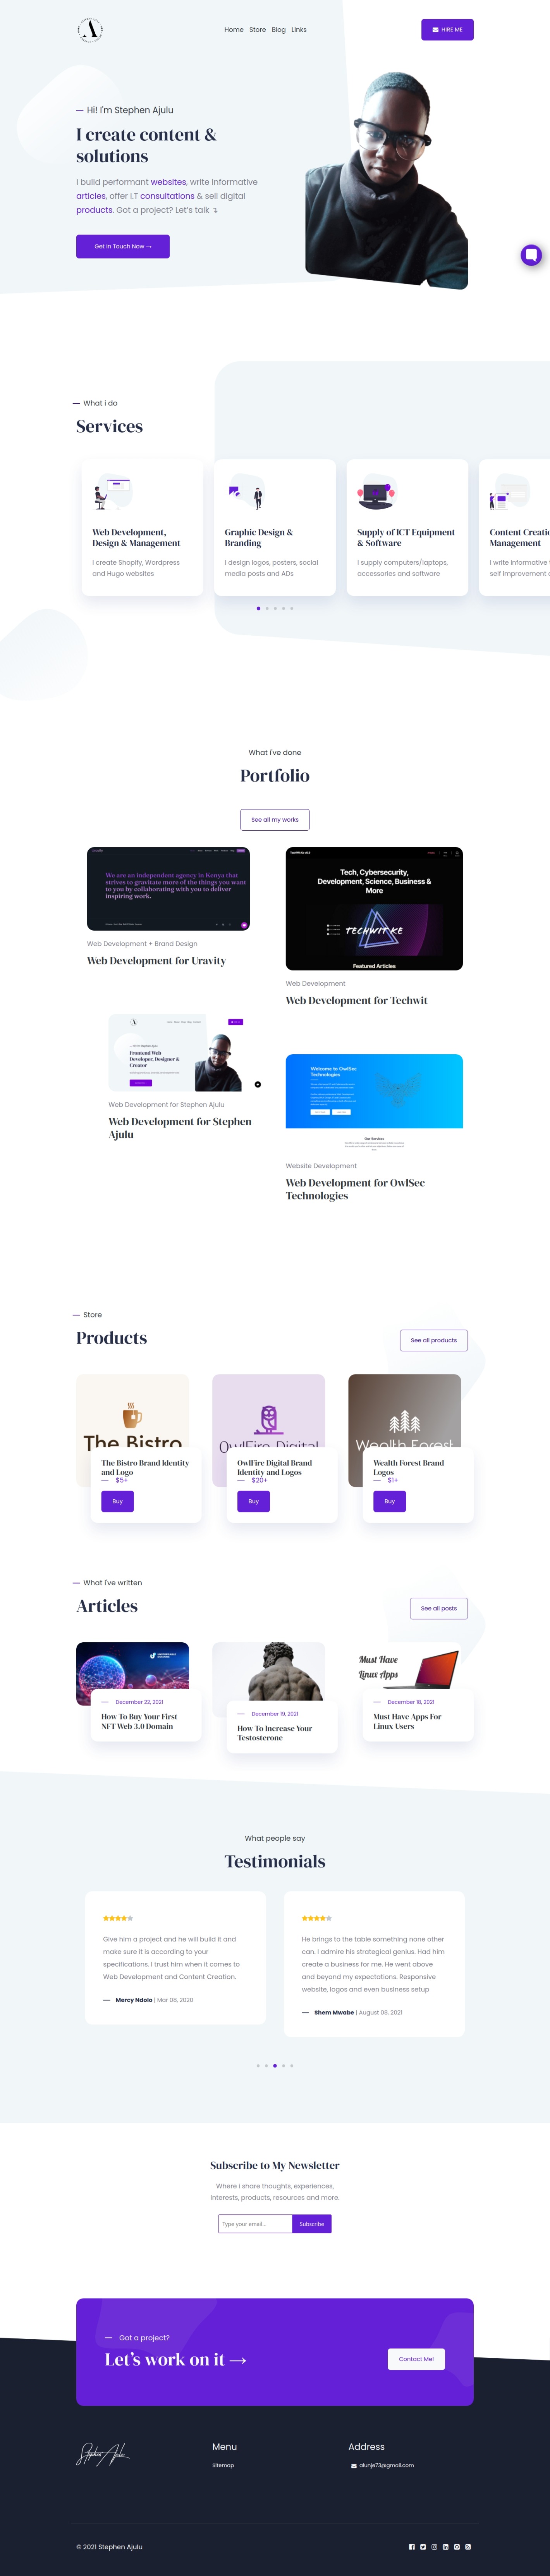 Home Store Blog Links
HIRE ME
Hi! I'm Stephen Ajulu
I create content &
solutions
I build performant websites, write informative
articles, offer I.T consultations & sell digital
products. Got a project? Let's talk ↴
Get In Touch Now →
What i do
Services
Web Development,
Design & Management
I create Shopify, Wordpress
and Hugo websites
Graphic Design &
Branding
I design logos, posters, social
media posts and ADs
Supply of ICT Equipment
& Software
I supply computers/laptops,
accessories and software
Content Creatio
Management
I write informative
self improvement
What I've done
Portfolio
See all my works
We are an independent agency in Kenya that
strives to gravitate more of the things you want
to you by collaborating with you to deliver
inspiring work.
Web Development + Brand Design
Web Development for Uravity
Tech, Cybersecurity,
Development, Science, Business &
More
TECHWIT KE
Featured Articles
Web Development
Web Development for Techwit
Frontend Web
Developer, Designer &
Creator
Web Development for Stephen Ajulu
Web Development for Stephen
Ajulu
Welcome to OwlSec
Technologies
Our Services
Website Development
Web Development for OwlSec
Technologies
Store
Products
See all products
The Bistro
The Bistro Brand Identity
and Logo
$5+
Buy
OwlFire Digital
OwlFire Digital Brand
Identity and Logos
$20+
Buy
Wealth Forest
Wealth Forest Brand
Logos
$1+
Buy
What I've written
Articles
See all posts
December 22, 2021
How To Buy Your First
NFT Web 3.0 Domain
December 19, 2021
How To Increase Your
Testosterone
Must Have
Linux Apps
December 18, 2021
Must Have Apps For
Linux Users
What people say
Testimonials
Give him a project and he will build it and
make sure it is according to your
specifications. I trust him when it comes to
Web Development and Content Creation.
Mercy Ndolo | Mar 08, 2020
He brings to the table something none other
can. I admire his strategical genius. Had him
create a business for me. He went above
and beyond my expectations. Responsive
website, logos and even business setup
Shem Mwabe | August 08, 2021
Subscribe to My Newsletter
Where i share thoughts, experiences,
interests, products, resources and more.
Type your email...
Subscribe
Got a project?
Let's work on it →
Contact Me!
Stephen Ajulu
Menu
Sitemap
Address
alunje73@gmail.com
© 2021 Stephen Ajulu